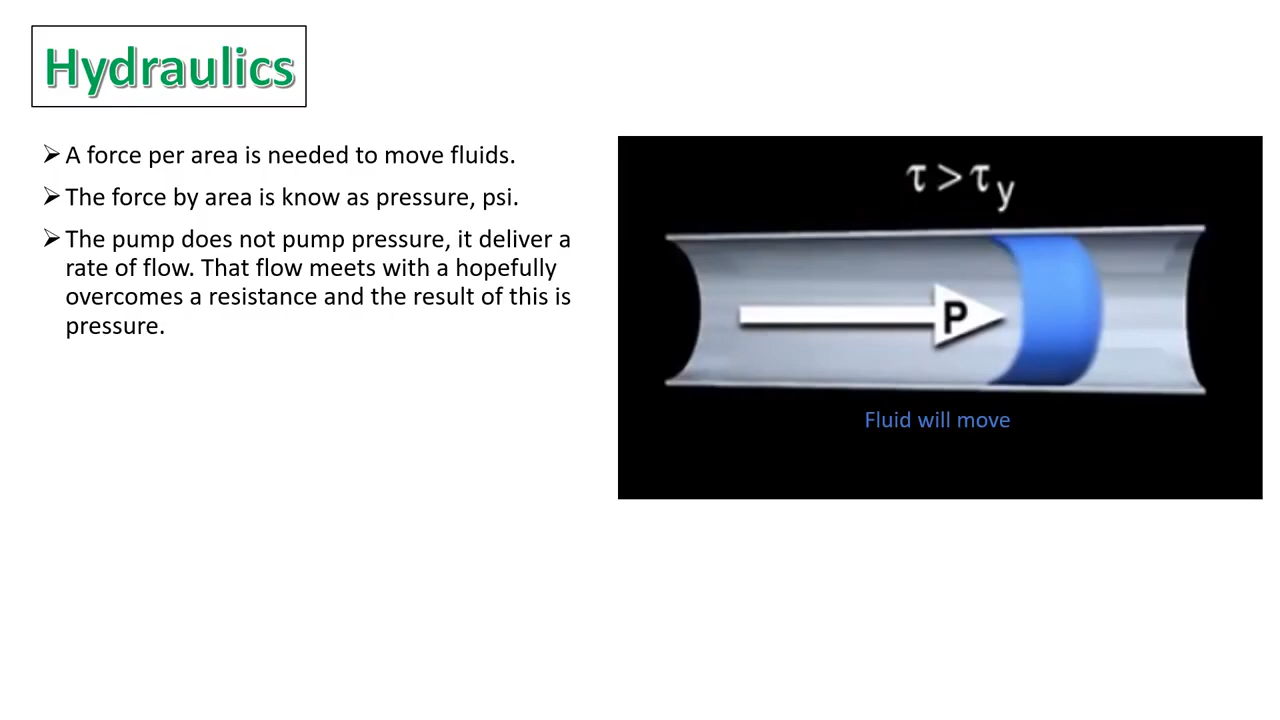 Hydraulics
➢ A force per area is needed to move fluids.
➢ The force by area is know as pressure, psi.
➢ The pump does not pump pressure, it deliver a
rate of flow. That flow meets with a hopefully
overcomes a resistance and the result of this is
pressure.
τ > τy
P
Fluid will move